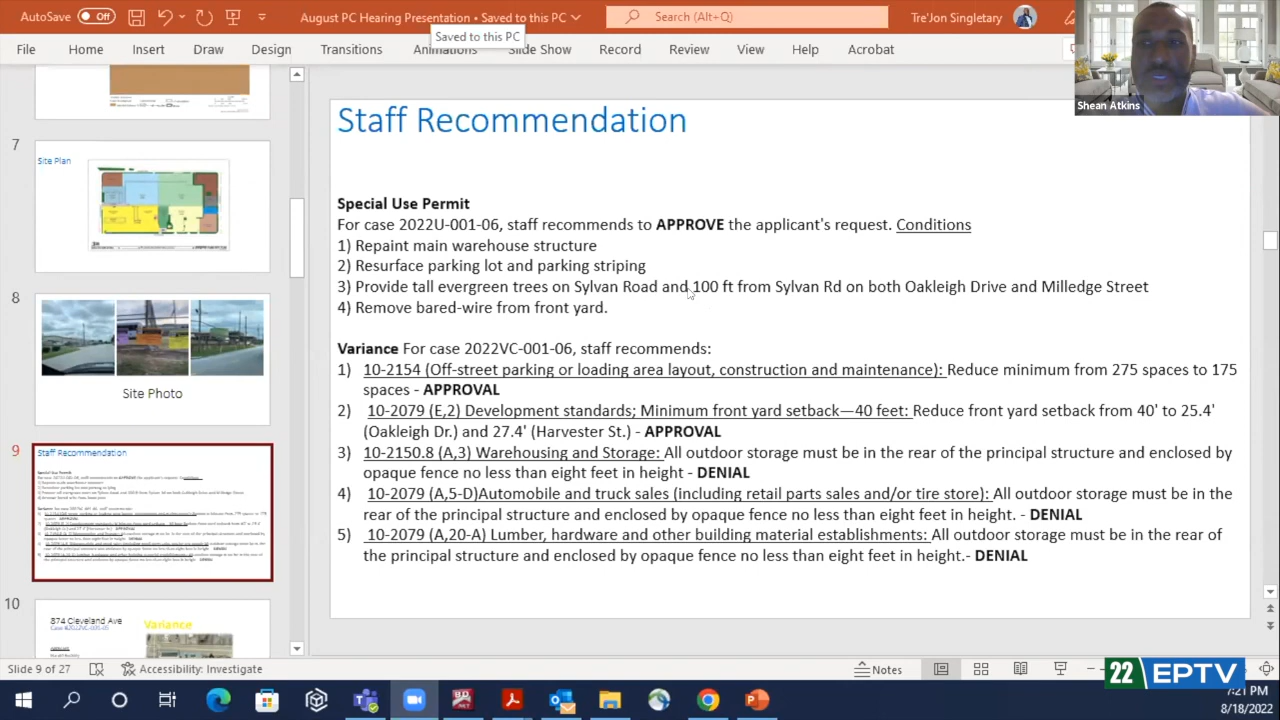 AutoSave Off August PC Hearing Presentation • Saved to this PC Search (Alt+Q) Tre'Jon Singletary
Saved to this PC
File Home Insert Draw Design Transitions Animations Slide Show Record Review View Help Acrobat
Shean Atkins
7
Site Plan
8
Site Photo
9
Staff Recommendation
10
874 Cleveland Ave
Variance
Staff Recommendation
Special Use Permit
For case 2022U-001-06, staff recommends to APPROVE the applicant's request. Conditions
1) Repaint main warehouse structure
2) Resurface parking lot and parking striping
3) Provide tall evergreen trees on Sylvan Road and 100 ft from Sylvan Rd on both Oakleigh Drive and Milledge Street
4) Remove bared-wire from front yard.
Variance For case 2022VC-001-06, staff recommends:
1) 10-2154 (Off-street parking or loading area layout, construction and maintenance): Reduce minimum from 275 spaces to 175
spaces - APPROVAL
2) 10-2079 (E,2) Development standards; Minimum front yard setback—40 feet: Reduce front yard setback from 40' to 25.4'
(Oakleigh Dr.) and 27.4' (Harvester St.) - APPROVAL
3) 10-2150.8 (A,3) Warehousing and Storage: All outdoor storage must be in the rear of the principal structure and enclosed by
opaque fence no less than eight feet in height - DENIAL
4) 10-2079 (A,5-D)Automobile and truck sales (including retail parts sales and/or tire store): All outdoor storage must be in the
rear of the principal structure and enclosed by opaque fence no less than eight feet in height. - DENIAL
5) 10-2079 (A,20-A) Lumber, hardware and other building material establishments: All outdoor storage must be in the rear of
the principal structure and enclosed by opaque fence no less than eight feet in height.- DENIAL
Slide 9 of 27 Accessibility: Investigate Notes
22 EPTV
7:21 PM
8/18/2022